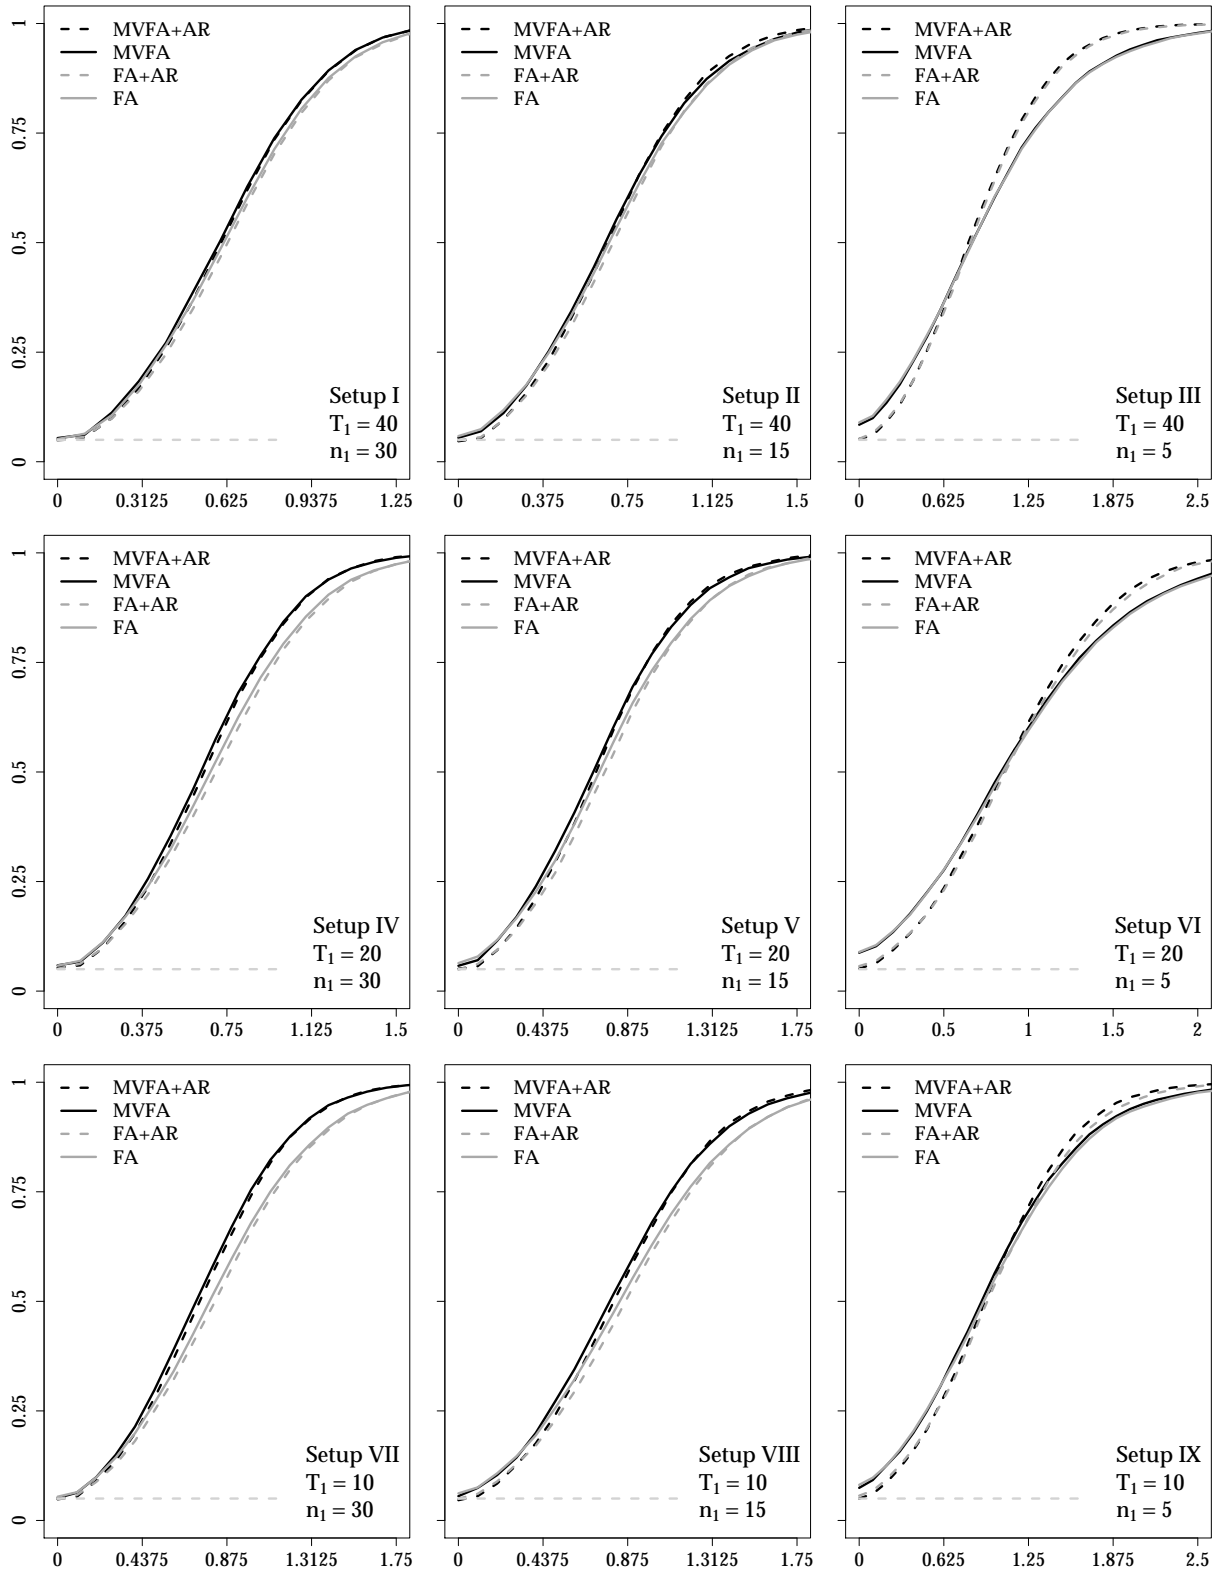 1
0.75
0.5
0.25
0
MVFA+AR
MVFA
FA+AR
FA
Setup I
T₁ = 40
n₁ = 30
0 0.3125 0.625 0.9375 1.25
MVFA+AR
MVFA
FA+AR
FA
Setup II
T₁ = 40
n₁ = 15
0 0.375 0.75 1.125 1.5
MVFA+AR
MVFA
FA+AR
FA
Setup III
T₁ = 40
n₁ = 5
0 0.625 1.25 1.875 2.5
1
0.75
0.5
0.25
0
MVFA+AR
MVFA
FA+AR
FA
Setup IV
T₁ = 20
n₁ = 30
0 0.375 0.75 1.125 1.5
MVFA+AR
MVFA
FA+AR
FA
Setup V
T₁ = 20
n₁ = 15
0 0.4375 0.875 1.3125 1.75
MVFA+AR
MVFA
FA+AR
FA
Setup VI
T₁ = 20
n₁ = 5
0 0.5 1 1.5 2
1
0.75
0.5
0.25
0
MVFA+AR
MVFA
FA+AR
FA
Setup VII
T₁ = 10
n₁ = 30
0 0.4375 0.875 1.3125 1.75
MVFA+AR
MVFA
FA+AR
FA
Setup VIII
T₁ = 10
n₁ = 15
0 0.4375 0.875 1.3125 1.75
MVFA+AR
MVFA
FA+AR
FA
Setup IX
T₁ = 10
n₁ = 5
0 0.625 1.25 1.875 2.5